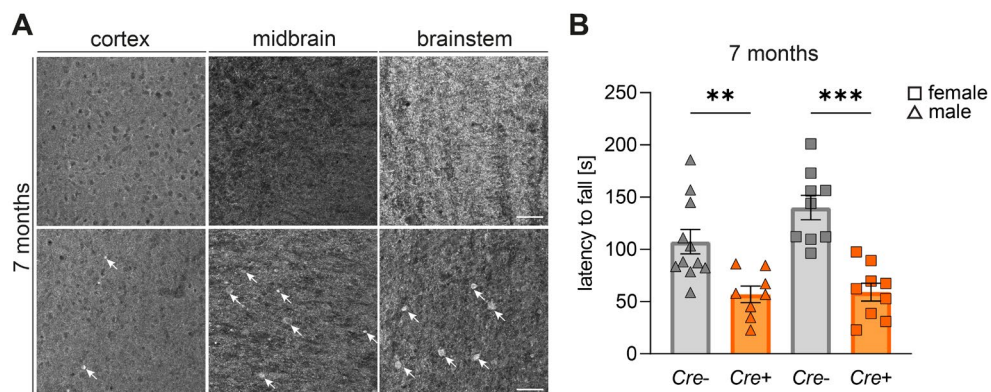 A
cortex midbrain brainstem
7 months
B
7 months
latency to fall [s]
250
200
150
100
50
0
** ***
female
male
Cre- Cre+ Cre- Cre+